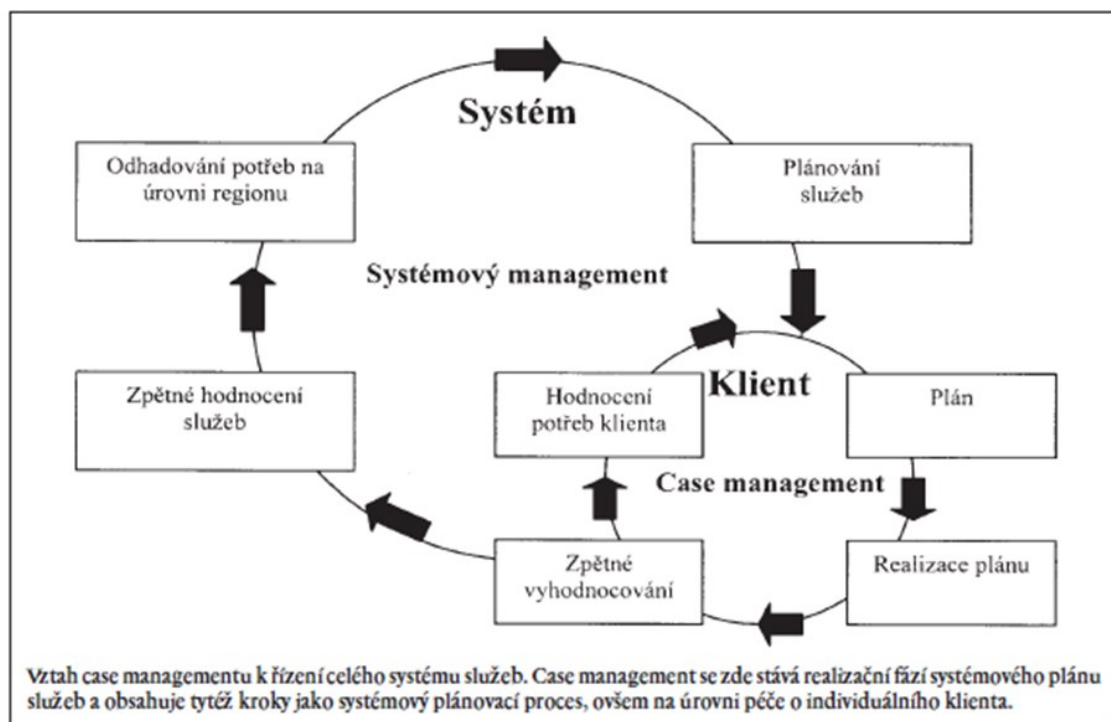 Systém
Odhadování potřeb na
úrovni regionu
Plánování
služeb
Systémový management
Zpětné hodnocení
služeb
Hodnocení
potřeb klienta
Klient
Plán
Case management
Zpětné
vyhodnocování
Realizace plánu
Vztah case managementu k řízení celého systému služeb. Case management se zde stává realizační fází systémového plánu
služeb a obsahuje tytéž kroky jako systémový plánovací proces, ovšem na úrovni péče o individuálního klienta.